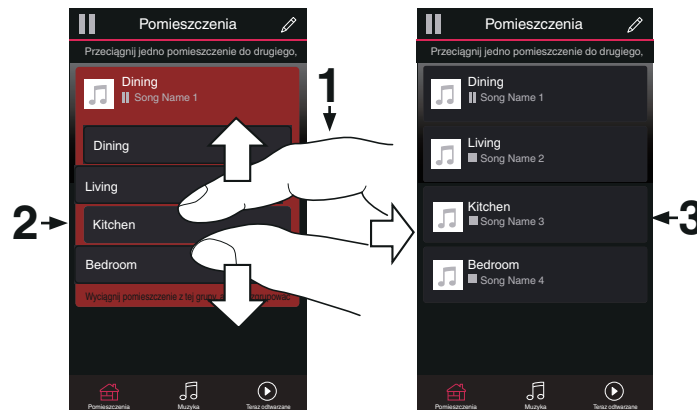 Pomieszczenia
Przeciągnij jedno pomieszczenie do drugiego,
Dining
Song Name 1
Dining
Living
Kitchen
Bedroom
Wyciągnij pomieszczenie z tej grupy,
Pomieszczenia
Muzyka
Teraz odtwarzane
1
2
Pomieszczenia
Przeciągnij jedno pomieszczenie do drugiego,
Dining
Song Name 1
Living
Song Name 2
Kitchen
Song Name 3
Bedroom
Song Name 4
Pomieszczenia
Muzyka
Teraz odtwarzane
3